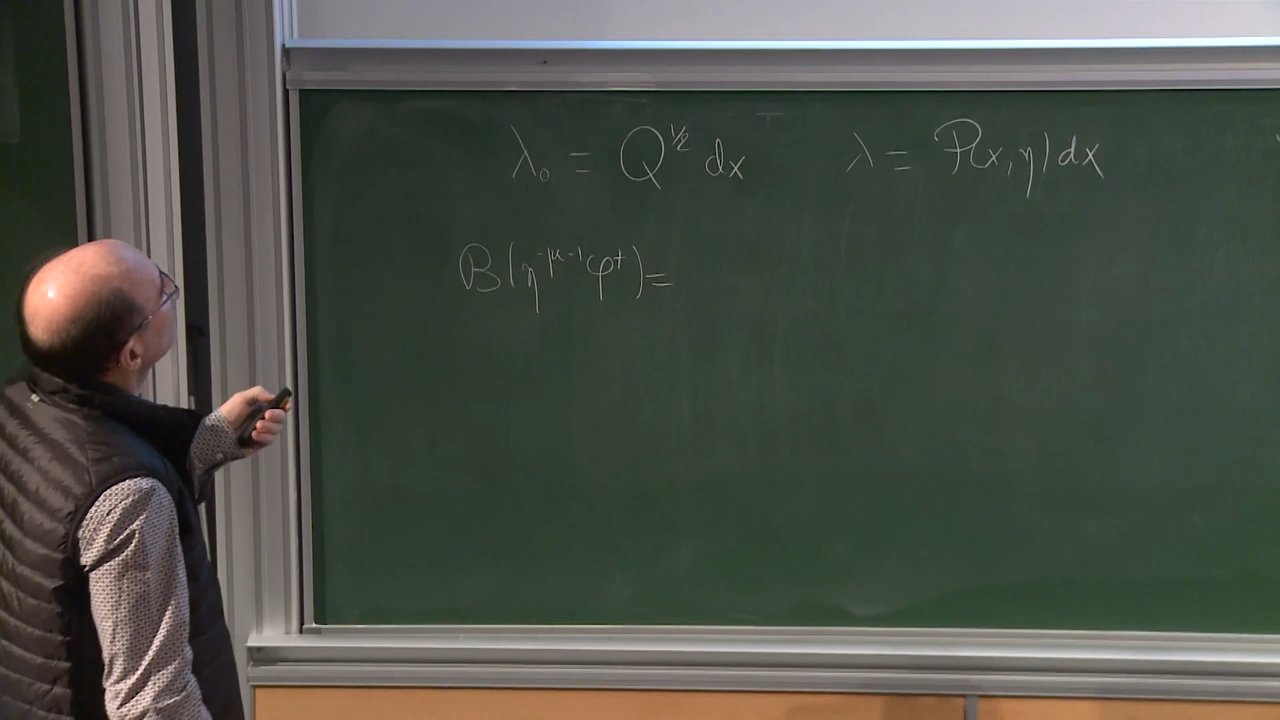 λ₀ = Q^{1/2} dx λ = P(x, η) dx
B(η^{-μ-1} φ⁺) =